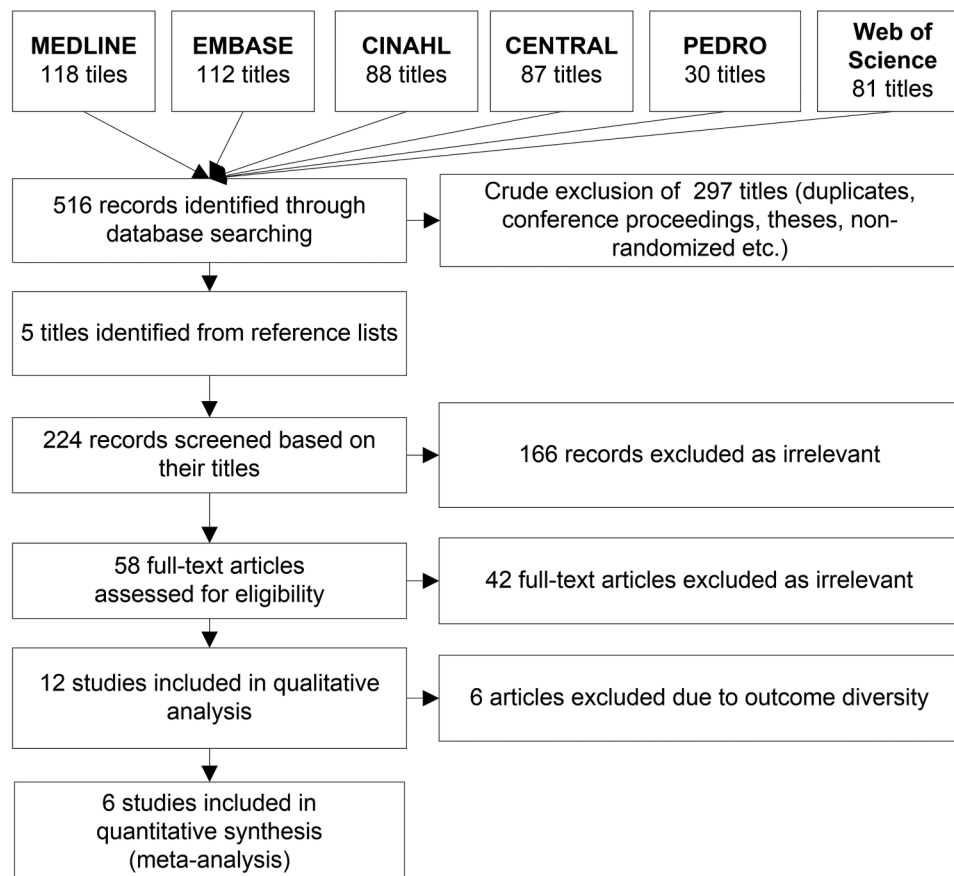 MEDLINE
118 tiles
EMBASE
112 titles
CINAHL
88 titles
CENTRAL
87 titles
PEDRO
30 titles
Web of
Science
81 titles
516 records identified through
database searching
Crude exclusion of 297 titles (duplicates,
conference proceedings, theses, non-
randomized etc.)
5 titles identified from reference lists
224 records screened based on
their titles
166 records excluded as irrelevant
58 full-text articles
assessed for eligibility
42 full-text articles excluded as irrelevant
12 studies included in qualitative
analysis
6 articles excluded due to outcome diversity
6 studies included in
quantitative synthesis
(meta-analysis)